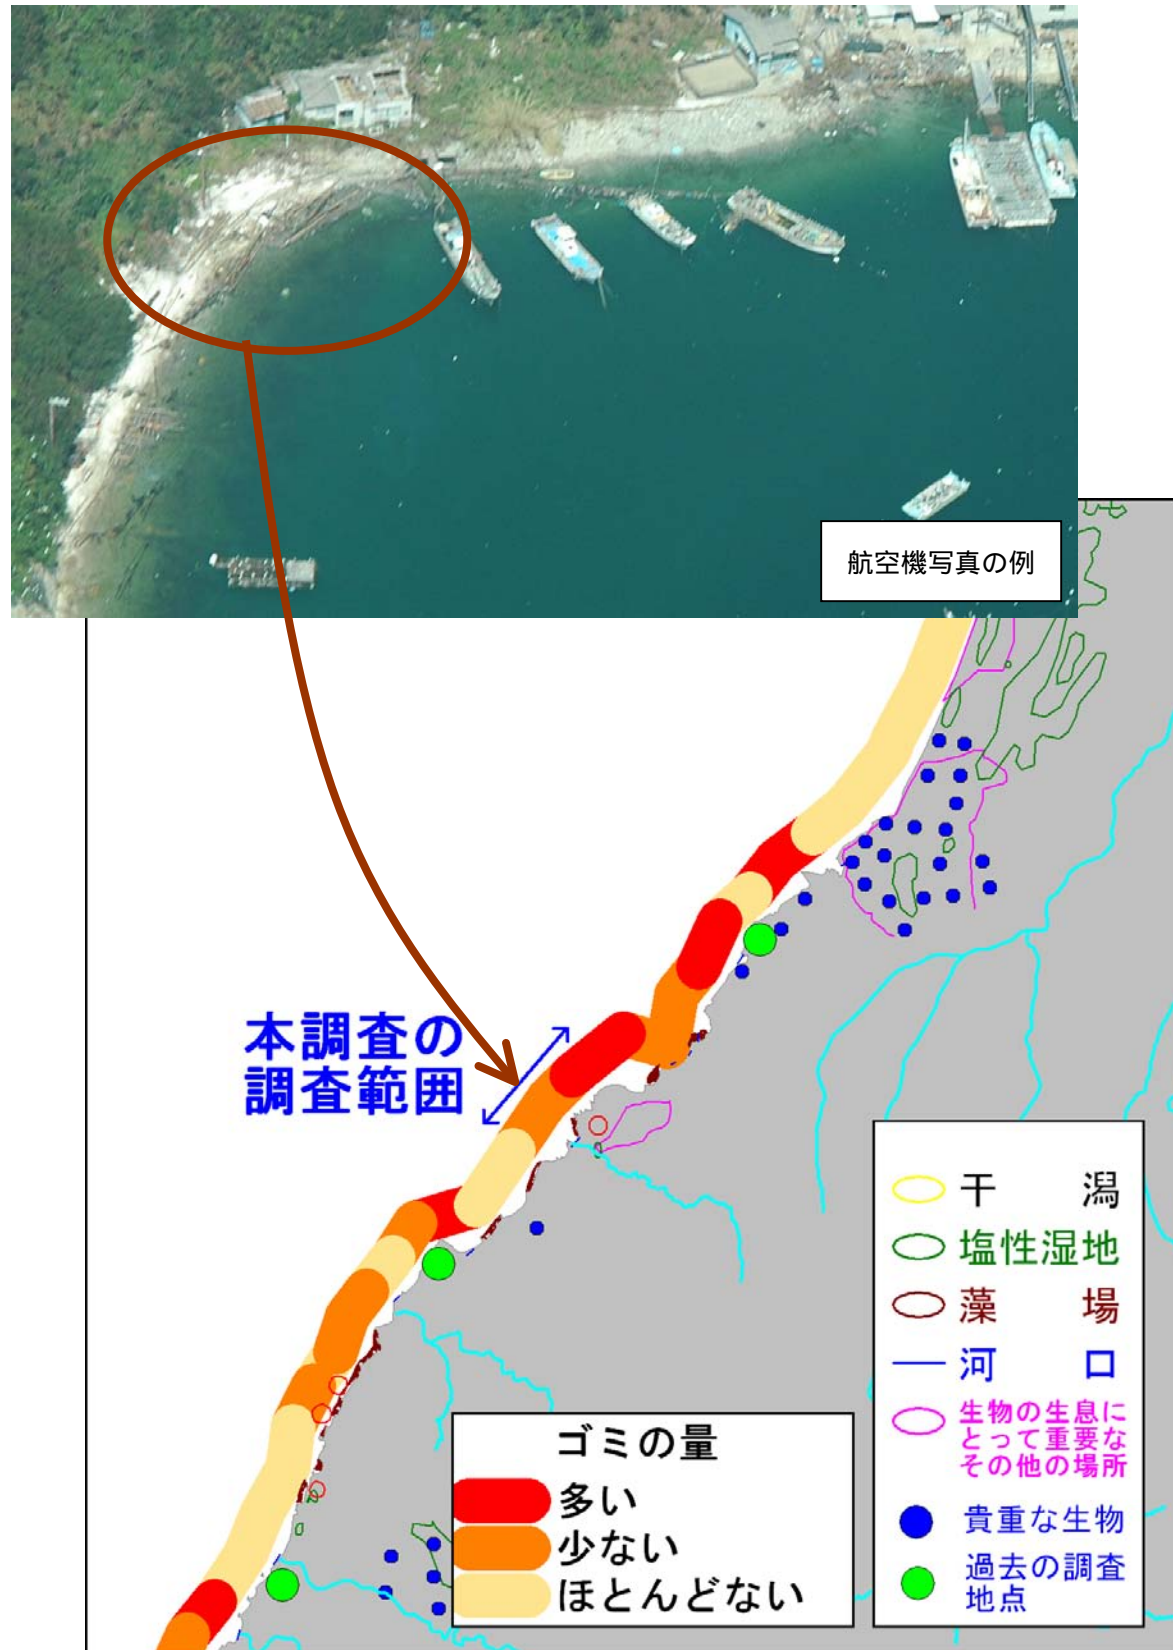 航空機写真の例
本調査の
調査範囲
干　　潟
塩性湿地
藻　　場
河　　口
生物の生息に
とって重要な
その他の場所
貴重な生物
過去の調査
地点
ゴミの量
多い
少ない
ほとんどない